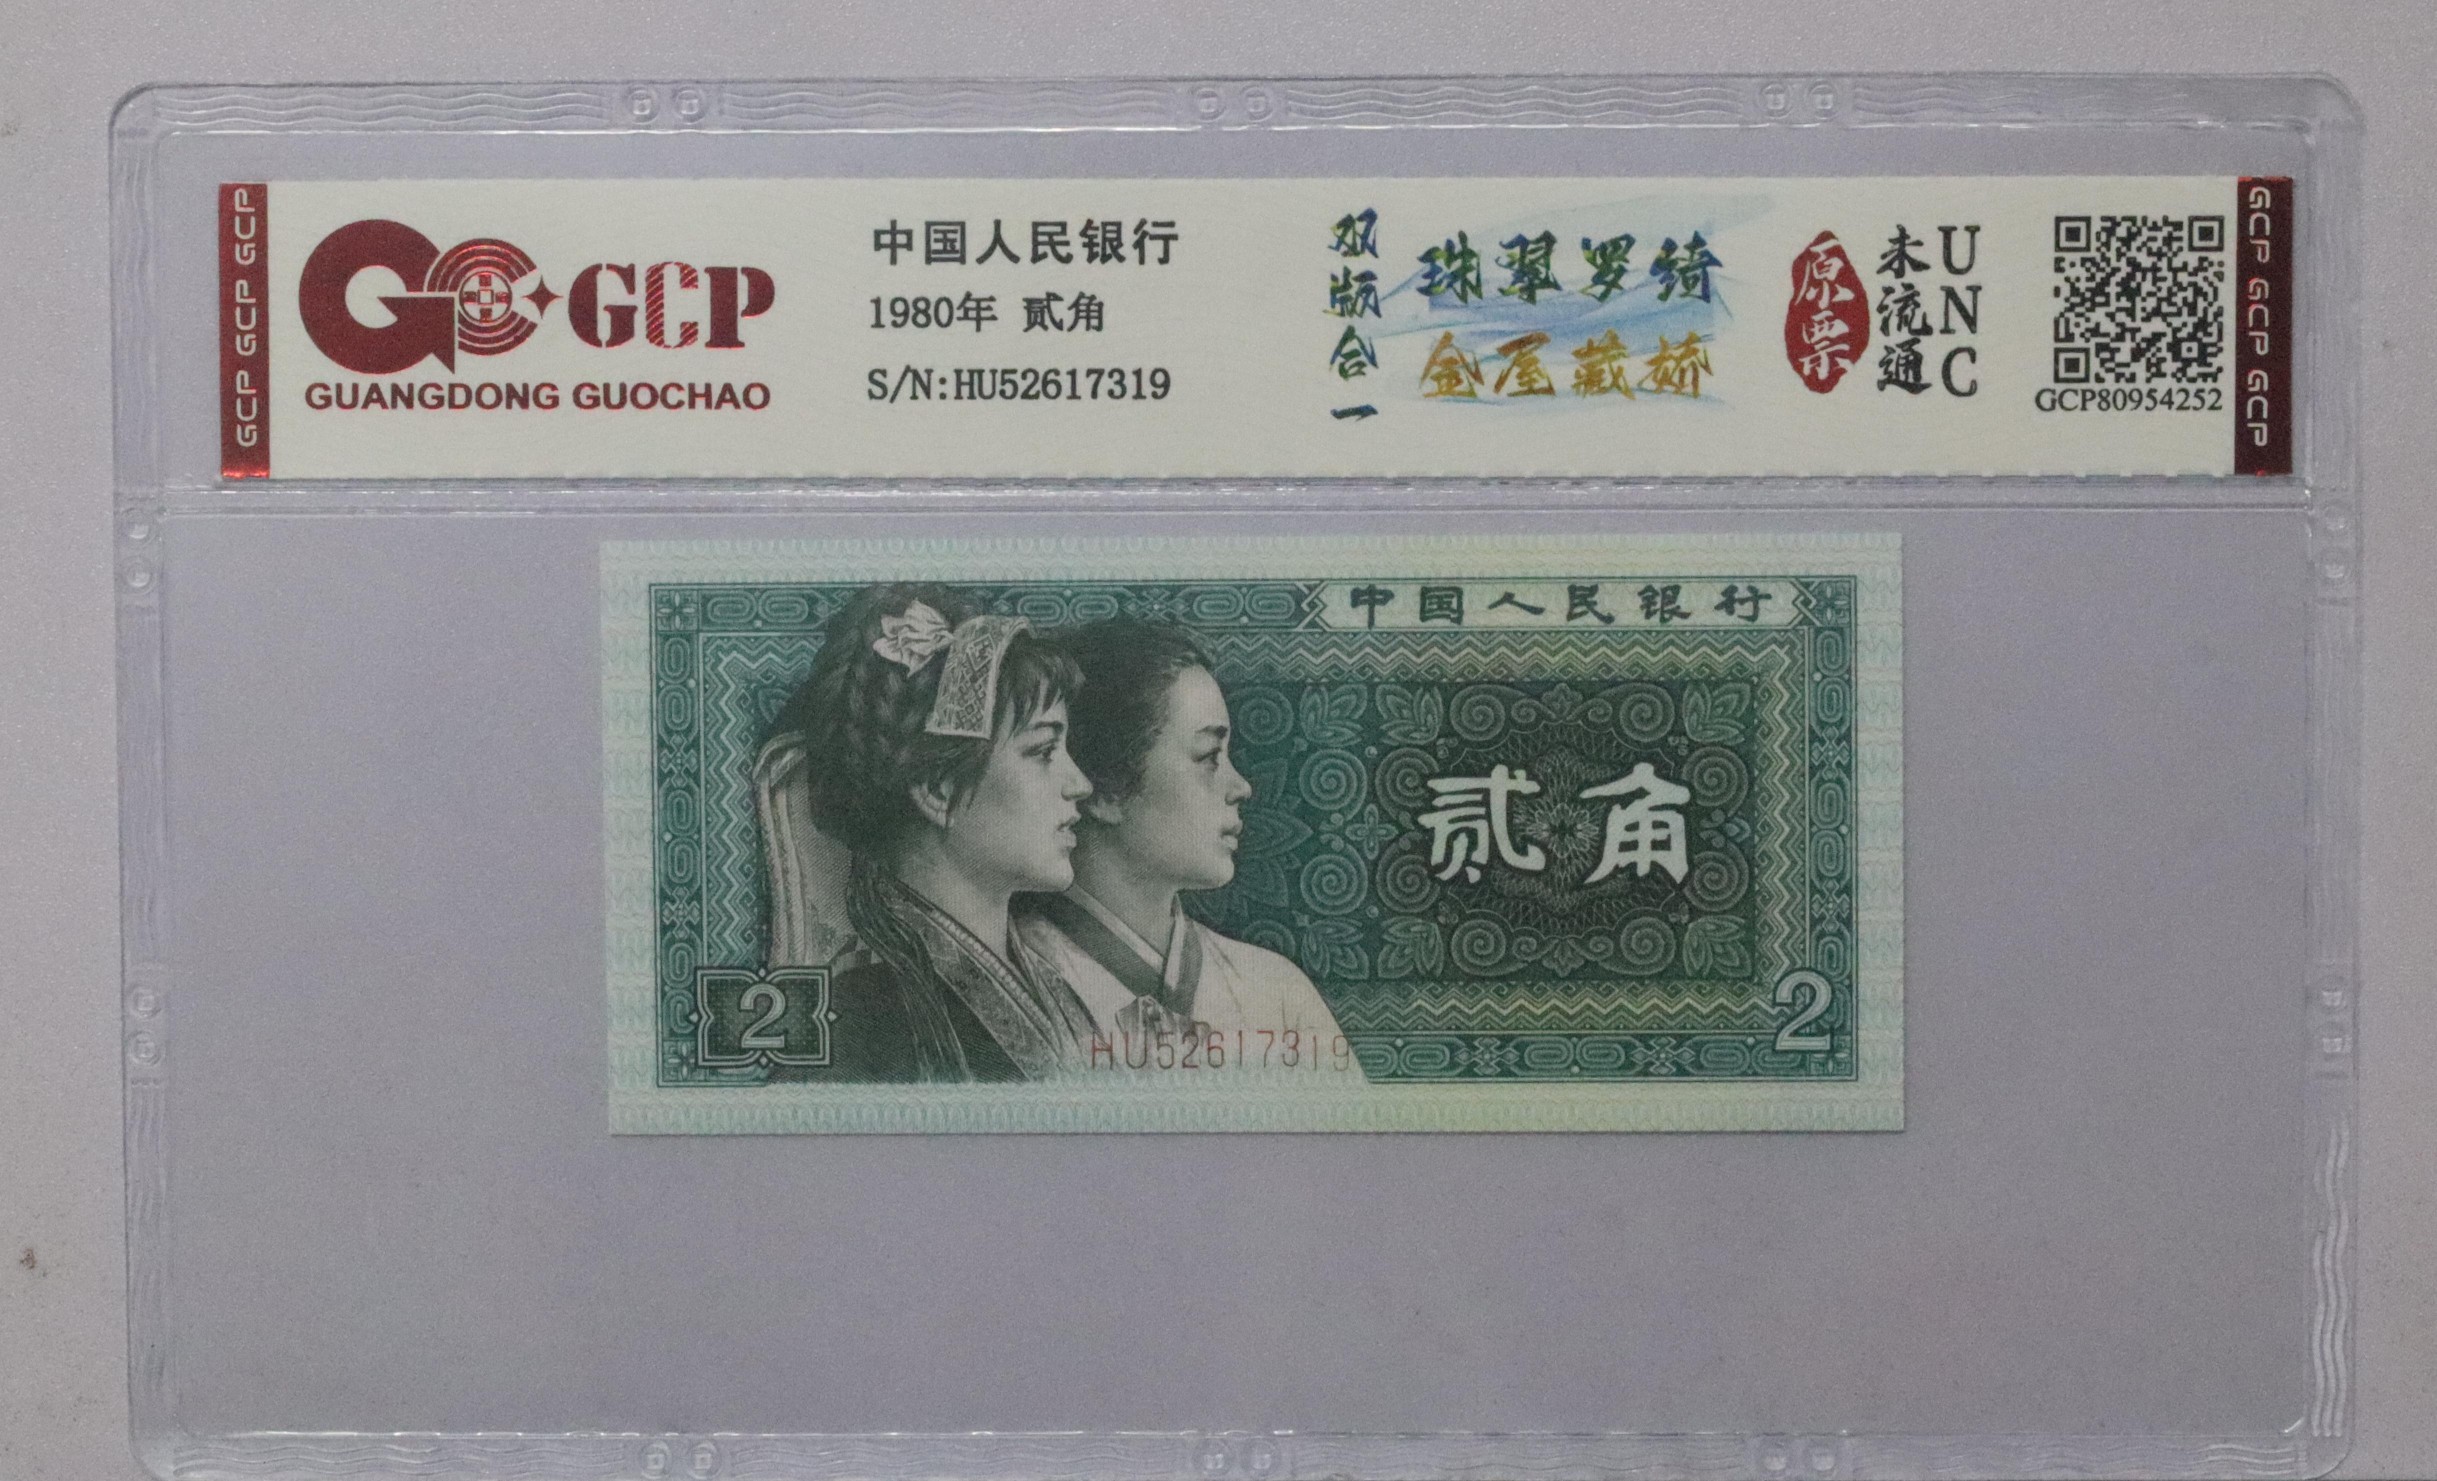 GCP GCP GCP
GCP
GUANGDONG GUOCHAO
中国人民银行
1980年 贰角
S/N:HU52617319
双版合一
珠翠罗绮
金屋藏娇
原票
未流通
UNC
GCP80954252
GCP GCP GCP
中国人民银行
贰角
2
HU52617319
2